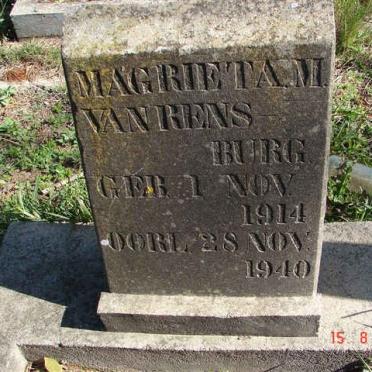 MAGRIETA. M.
VAN RENS-
BURG
GEB 1 NOV
1914
OORL 28 NOV
1940
15 8